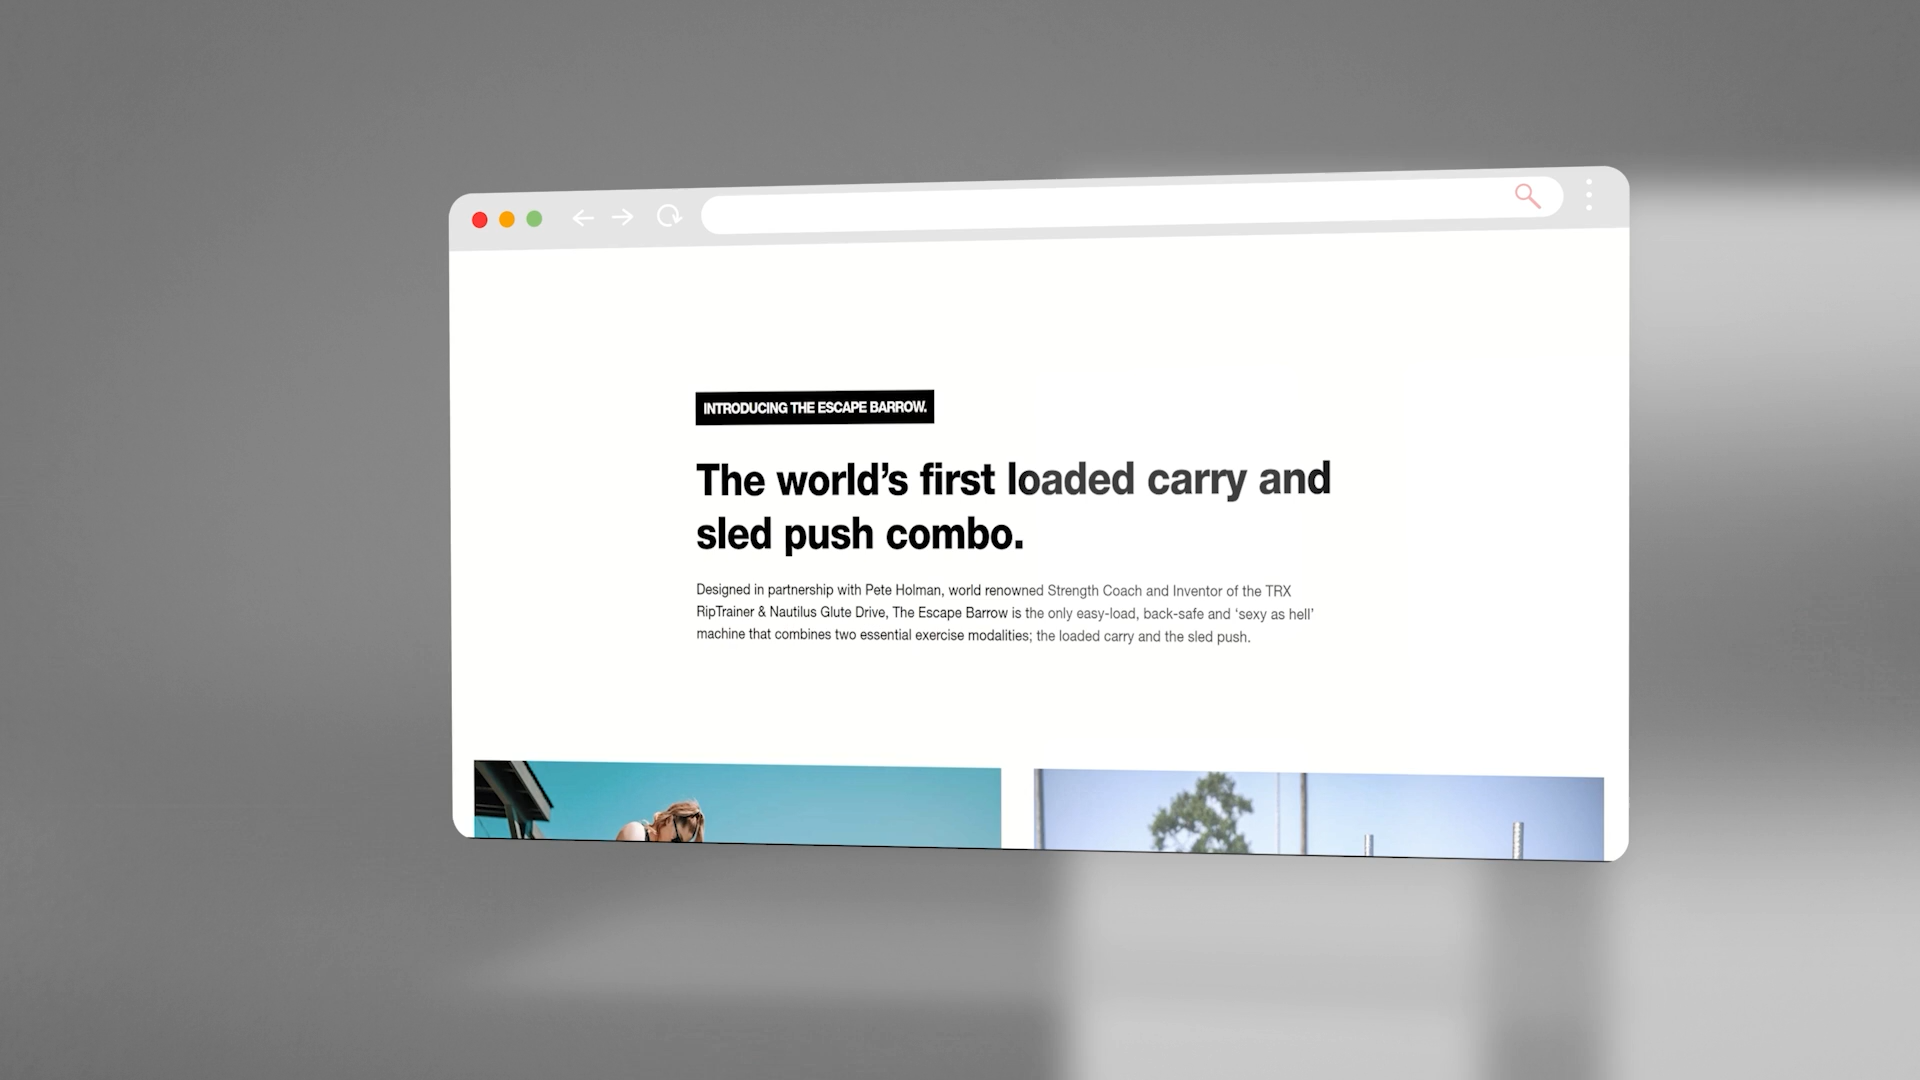 INTRODUCING THE ESCAPE BARROW.
The world’s first loaded carry and
sled push combo.
Designed in partnership with Pete Holman, world renowned Strength Coach and Inventor of the TRX
RipTrainer & Nautilus Glute Drive, The Escape Barrow is the only easy-load, back-safe and ‘sexy as hell’
machine that combines two essential exercise modalities; the loaded carry and the sled push.